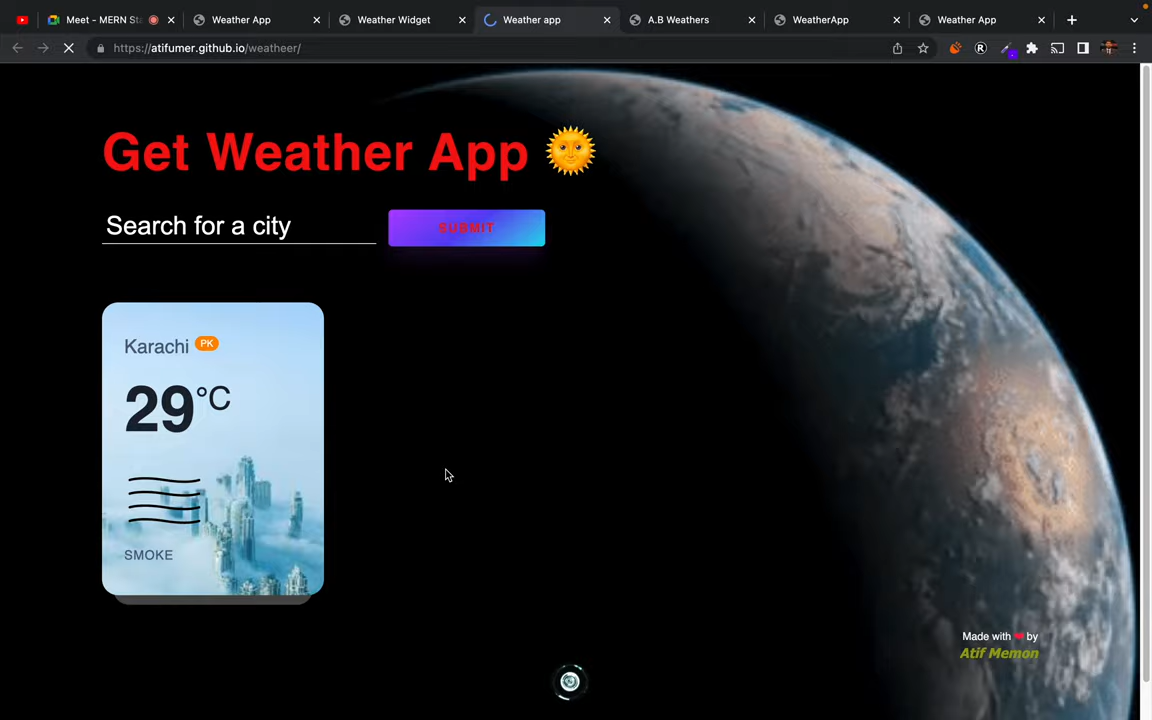 Meet - MERN Sta
Weather App
Weather Widget
Weather app
A.B Weathers
WeatherApp
Weather App
https://atifumer.github.io/weatheer/
Get Weather App 🌞
Search for a city
SUBMIT
Karachi PK
29°C
SMOKE
Made with ❤ by
Atif Memon